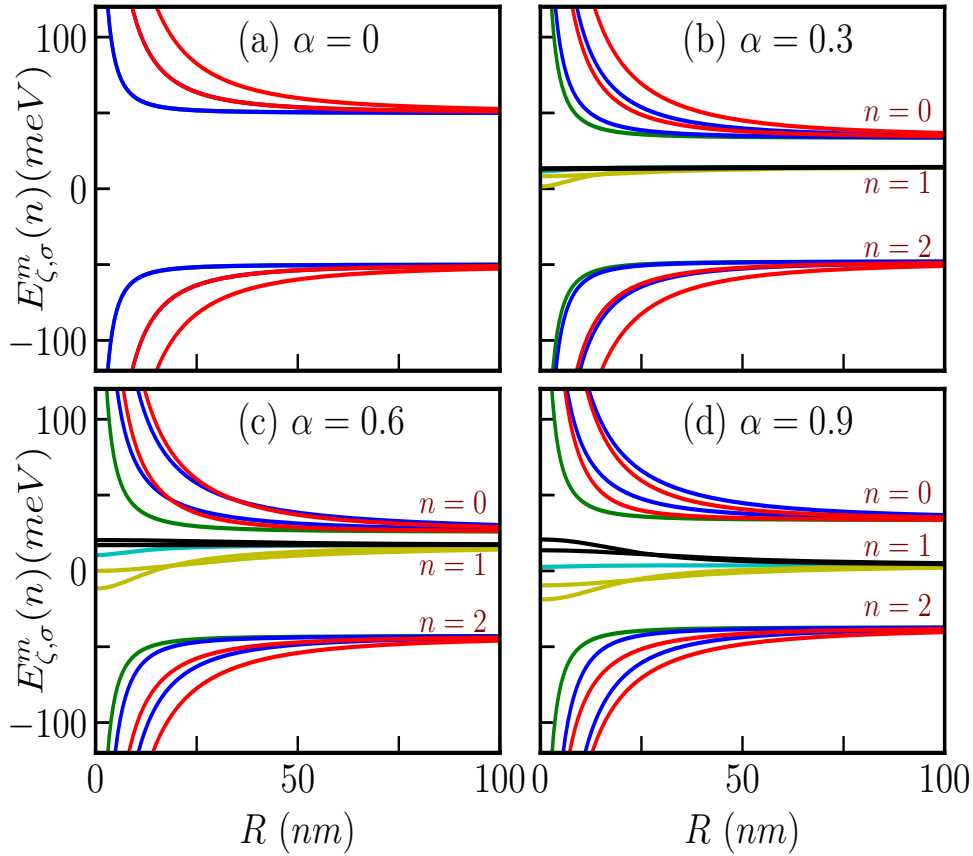 (a) α = 0
(b) α = 0.3
100
0
−100
E^m_{ζ,σ}(n)(meV)
n = 0
n = 1
n = 2
(c) α = 0.6
(d) α = 0.9
100
0
−100
E^m_{ζ,σ}(n)(meV)
n = 0
n = 1
n = 2
n = 0
n = 1
n = 2
0
50
100
0
50
100
R (nm)
R (nm)